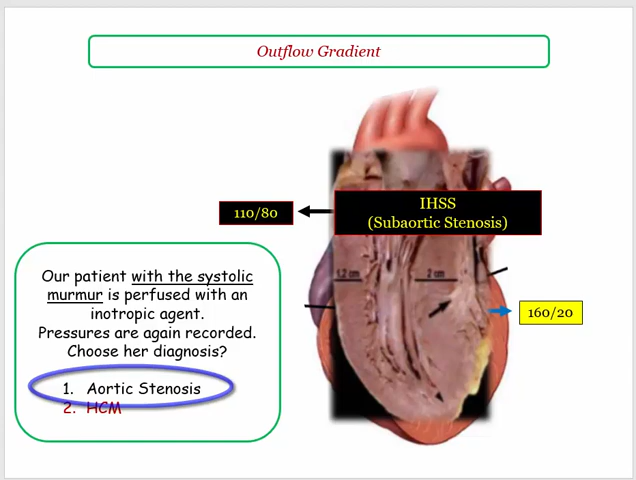 Outflow Gradient
IHSS
(Subaortic Stenosis)
110/80
1.2 cm
2 cm
160/20
Our patient with the systolic
murmur is perfused with an
inotropic agent.
Pressures are again recorded.
Choose her diagnosis?
1. Aortic Stenosis
2. HCM